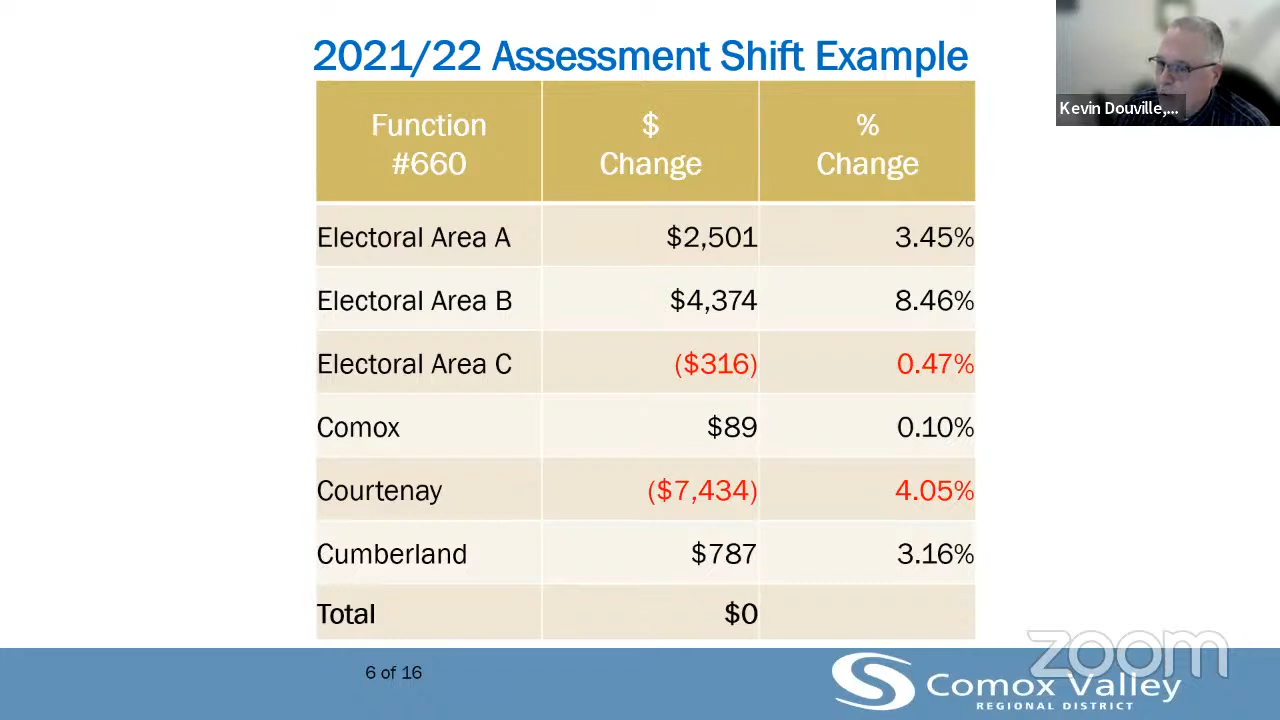 2021/22 Assessment Shift Example
Kevin Douville,...
Function #660 $ Change % Change
Electoral Area A $2,501 3.45%
Electoral Area B $4,374 8.46%
Electoral Area C ($316) 0.47%
Comox $89 0.10%
Courtenay ($7,434) 4.05%
Cumberland $787 3.16%
Total $0
6 of 16
zoom
Comox Valley
REGIONAL DISTRICT